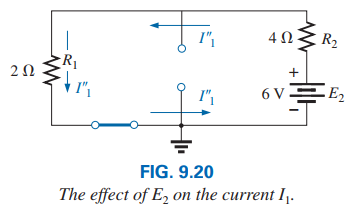 I"₁
4 Ω R₂
R₁
2 Ω
I"₁
+
6 V E₂
–
I"₁
FIG. 9.20
The effect of E₂ on the current I₁.